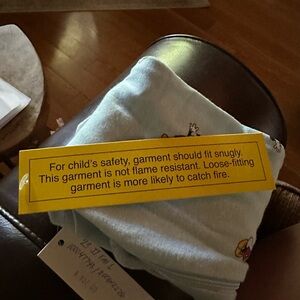 For child's safety, garment should fit snugly.
This garment is not flame resistant. Loose-fitting
garment is more likely to catch fire.